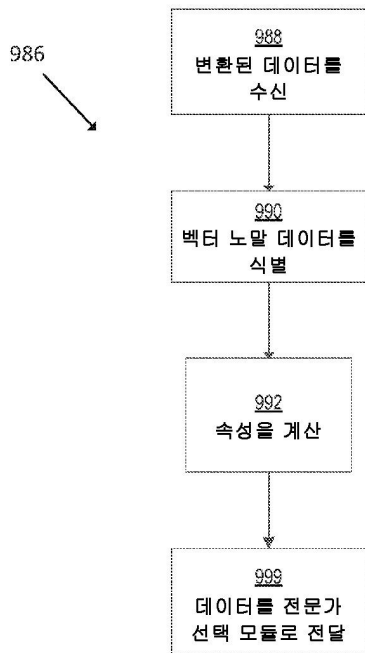 986
988
변환된 데이터를
수신
990
벡터 노말 데이터를
식별
992
속성을 계산
999
데이터를 전문가
선택 모듈로 전달